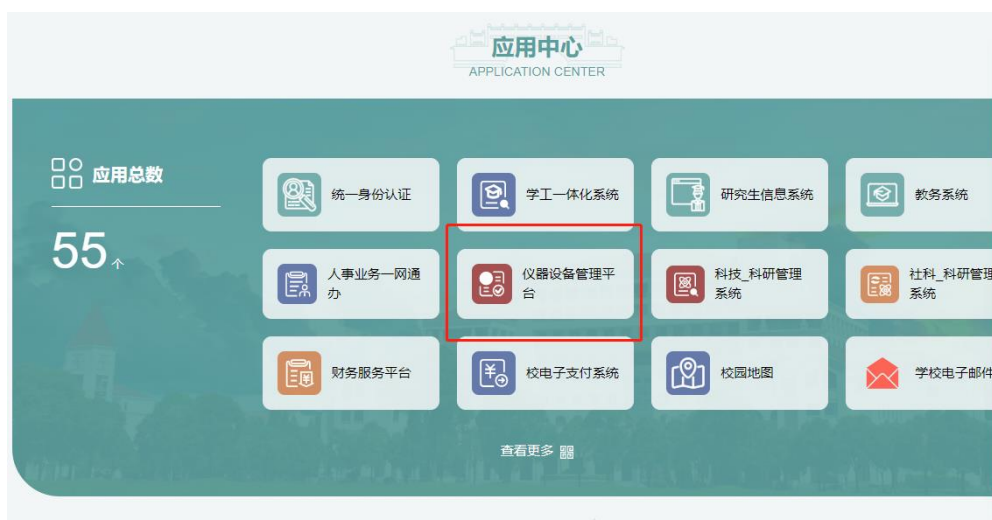 应用中心
APPLICATION CENTER
应用总数
55个
统一身份认证
学工一体化系统
研究生信息系统
教务系统
人事业务一网通
办
仪器设备管理平
台
科技_科研管理
系统
社科_科研管理
系统
财务服务平台
校电子支付系统
校园地图
学校电子邮件
查看更多